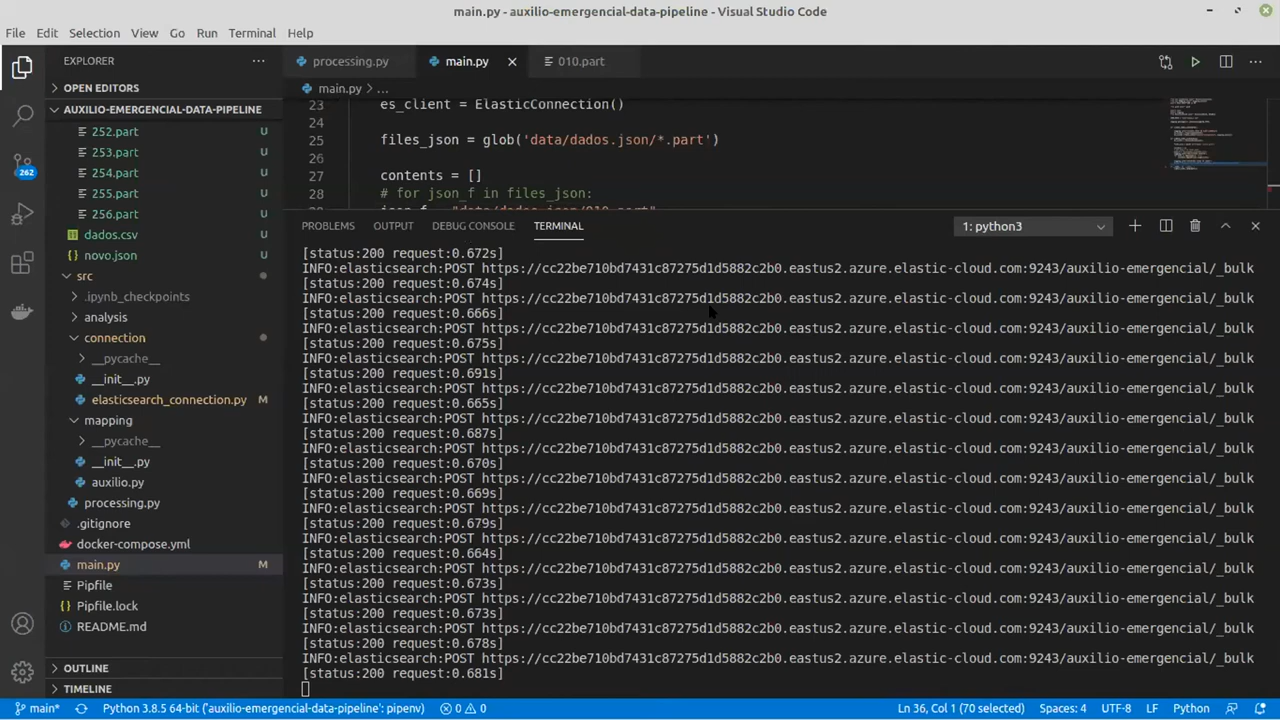 main.py - auxilio-emergencial-data-pipeline - Visual Studio Code
File Edit Selection View Go Run Terminal Help
EXPLORER
OPEN EDITORS
AUXILIO-EMERGENCIAL-DATA-PIPELINE
252.part U
253.part U
254.part U
255.part U
256.part U
dados.csv U
novo.json U
src
.ipynb_checkpoints
analysis
connection
__pycache__
__init__.py
elasticsearch_connection.py M
mapping
__pycache__
__init__.py
auxilio.py
processing.py
.gitignore
docker-compose.yml
main.py M
Pipfile
Pipfile.lock
README.md
OUTLINE
TIMELINE
262
processing.py main.py 010.part
main.py > ...
23 es_client = ElasticConnection()
24
25 files_json = glob('data/dados.json/*.part')
26
27 contents = []
28 # for json_f in files_json:
PROBLEMS OUTPUT DEBUG CONSOLE TERMINAL 1: python3
[status:200 request:0.672s]
INFO:elasticsearch:POST https://cc22be710bd7431c87275d1d5882c2b0.eastus2.azure.elastic-cloud.com:9243/auxilio-emergencial/_bulk
[status:200 request:0.674s]
INFO:elasticsearch:POST https://cc22be710bd7431c87275d1d5882c2b0.eastus2.azure.elastic-cloud.com:9243/auxilio-emergencial/_bulk
[status:200 request:0.666s]
INFO:elasticsearch:POST https://cc22be710bd7431c87275d1d5882c2b0.eastus2.azure.elastic-cloud.com:9243/auxilio-emergencial/_bulk
[status:200 request:0.675s]
INFO:elasticsearch:POST https://cc22be710bd7431c87275d1d5882c2b0.eastus2.azure.elastic-cloud.com:9243/auxilio-emergencial/_bulk
[status:200 request:0.691s]
INFO:elasticsearch:POST https://cc22be710bd7431c87275d1d5882c2b0.eastus2.azure.elastic-cloud.com:9243/auxilio-emergencial/_bulk
[status:200 request:0.665s]
INFO:elasticsearch:POST https://cc22be710bd7431c87275d1d5882c2b0.eastus2.azure.elastic-cloud.com:9243/auxilio-emergencial/_bulk
[status:200 request:0.687s]
INFO:elasticsearch:POST https://cc22be710bd7431c87275d1d5882c2b0.eastus2.azure.elastic-cloud.com:9243/auxilio-emergencial/_bulk
[status:200 request:0.670s]
INFO:elasticsearch:POST https://cc22be710bd7431c87275d1d5882c2b0.eastus2.azure.elastic-cloud.com:9243/auxilio-emergencial/_bulk
[status:200 request:0.669s]
INFO:elasticsearch:POST https://cc22be710bd7431c87275d1d5882c2b0.eastus2.azure.elastic-cloud.com:9243/auxilio-emergencial/_bulk
[status:200 request:0.679s]
INFO:elasticsearch:POST https://cc22be710bd7431c87275d1d5882c2b0.eastus2.azure.elastic-cloud.com:9243/auxilio-emergencial/_bulk
[status:200 request:0.664s]
INFO:elasticsearch:POST https://cc22be710bd7431c87275d1d5882c2b0.eastus2.azure.elastic-cloud.com:9243/auxilio-emergencial/_bulk
[status:200 request:0.673s]
INFO:elasticsearch:POST https://cc22be710bd7431c87275d1d5882c2b0.eastus2.azure.elastic-cloud.com:9243/auxilio-emergencial/_bulk
[status:200 request:0.673s]
INFO:elasticsearch:POST https://cc22be710bd7431c87275d1d5882c2b0.eastus2.azure.elastic-cloud.com:9243/auxilio-emergencial/_bulk
[status:200 request:0.678s]
INFO:elasticsearch:POST https://cc22be710bd7431c87275d1d5882c2b0.eastus2.azure.elastic-cloud.com:9243/auxilio-emergencial/_bulk
[status:200 request:0.681s]
main* Python 3.8.5 64-bit ('auxilio-emergencial-data-pipeline': pipenv) 0 0 Ln 36, Col 1 (70 selected) Spaces: 4 UTF-8 LF Python